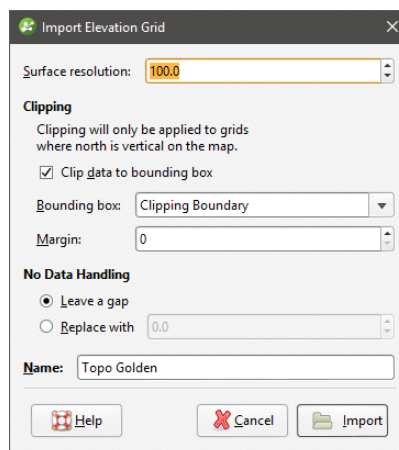 Import Elevation Grid
Surface resolution: 100.0
Clipping
Clipping will only be applied to grids
where north is vertical on the map.
Clip data to bounding box
Bounding box: Clipping Boundary
Margin: 0
No Data Handling
Leave a gap
Replace with 0.0
Name: Topo Golden
Help Cancel Import